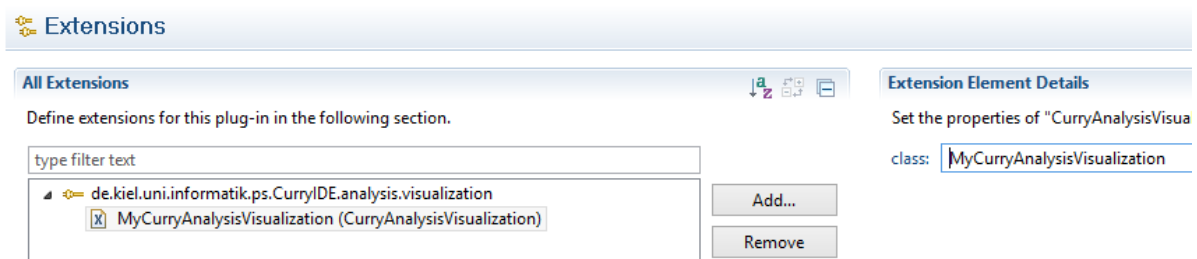 Extensions
All Extensions
Define extensions for this plug-in in the following section.
type filter text
de.kiel.uni.informatik.ps.CurryIDE.analysis.visualization
MyCurryAnalysisVisualization (CurryAnalysisVisualization)
Add...
Remove
Extension Element Details
Set the properties of "CurryAnalysisVisua
class: MyCurryAnalysisVisualization